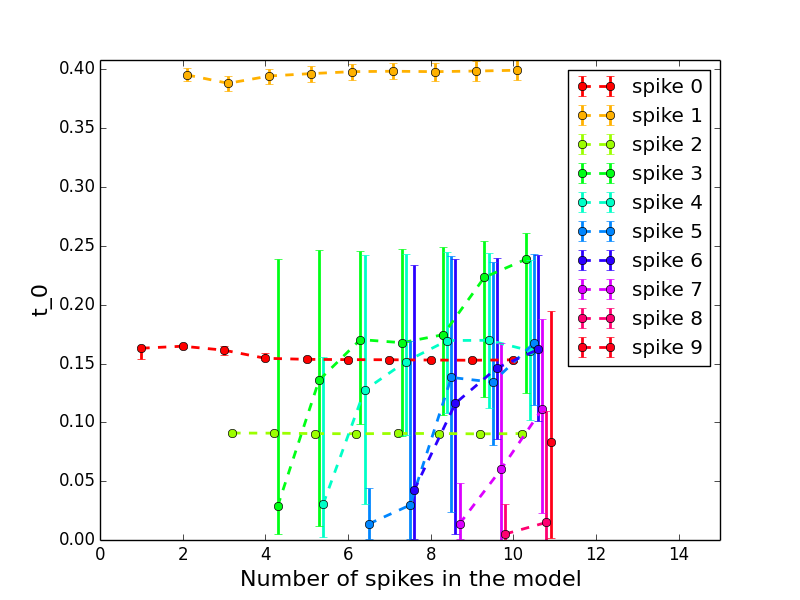 0.40
0.35
0.30
0.25
0.20
0.15
0.10
0.05
0.00
t_0
0 2 4 6 8 10 12 14
Number of spikes in the model
spike 0
spike 1
spike 2
spike 3
spike 4
spike 5
spike 6
spike 7
spike 8
spike 9